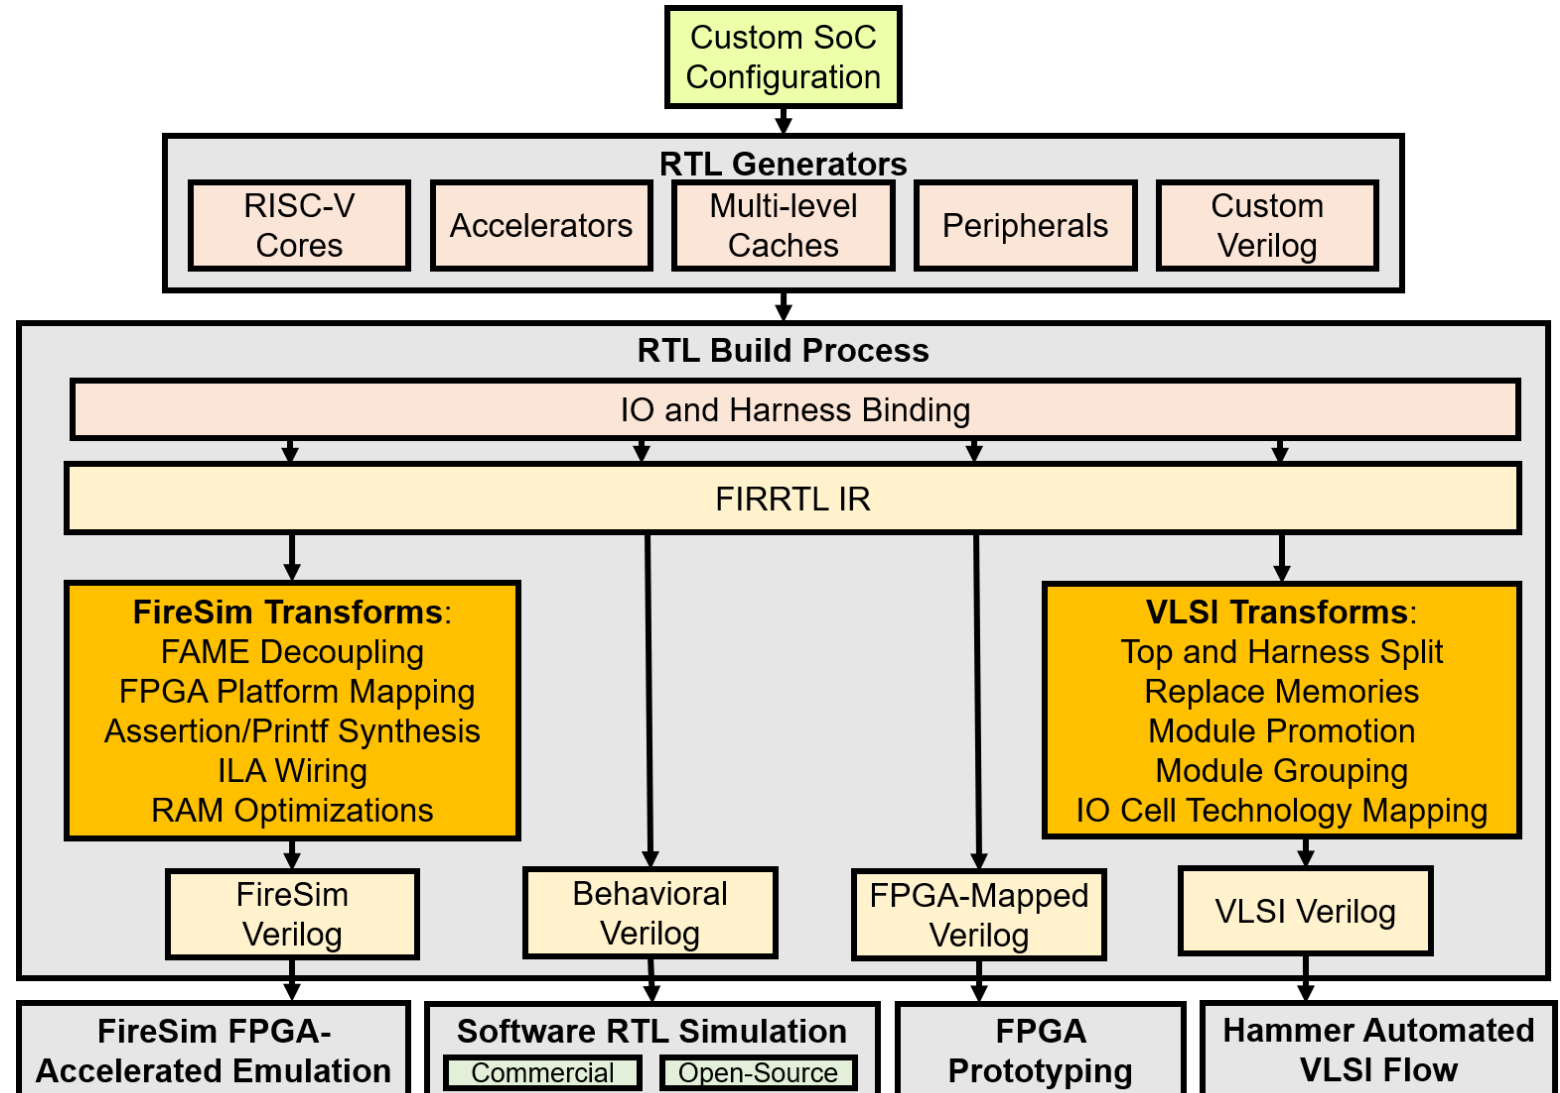 Custom SoC
Configuration
RTL Generators
RISC-V
Cores
Accelerators
Multi-level
Caches
Peripherals
Custom
Verilog
RTL Build Process
IO and Harness Binding
FIRRTL IR
FireSim Transforms:
FAME Decoupling
FPGA Platform Mapping
Assertion/Printf Synthesis
ILA Wiring
RAM Optimizations
VLSI Transforms:
Top and Harness Split
Replace Memories
Module Promotion
Module Grouping
IO Cell Technology Mapping
FireSim
Verilog
Behavioral
Verilog
FPGA-Mapped
Verilog
VLSI Verilog
FireSim FPGA-
Accelerated Emulation
Software RTL Simulation
Commercial
Open-Source
FPGA
Prototyping
Hammer Automated
VLSI Flow